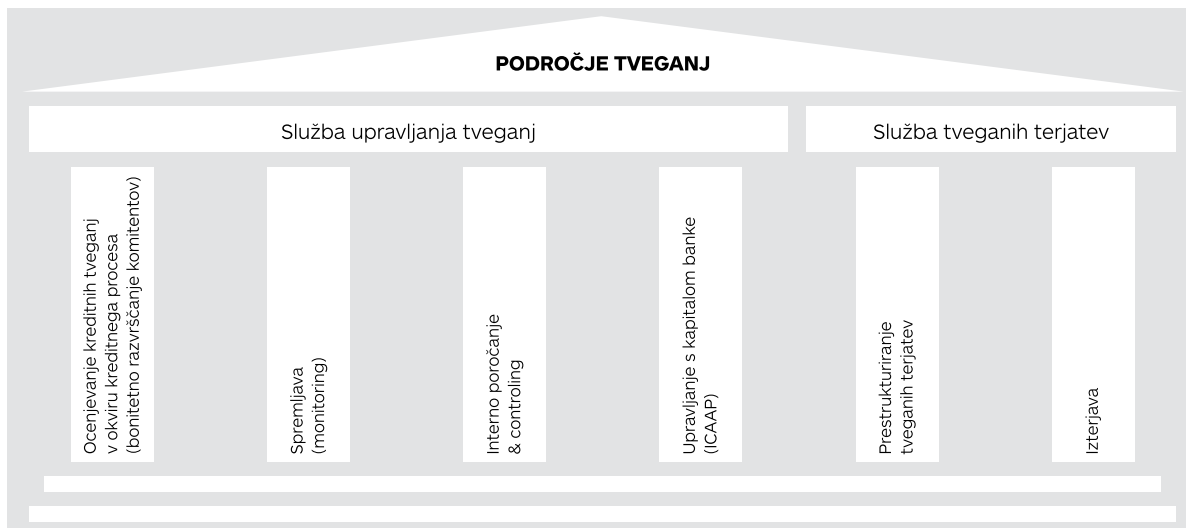 PODROČJE TVEGANJ
Služba upravljanja tveganj
Služba tveganih terjatev
Ocenjevanje kreditnih tveganj
v okviru kreditnega procesa
(bonitetno razvrščanje komitentov)
Spremljava
(monitoring)
Interno poročanje
& controling
Upravljanje s kapitalom banke
(ICAAP)
Prestrukturiranje
tveganih terjatev
Izterjava